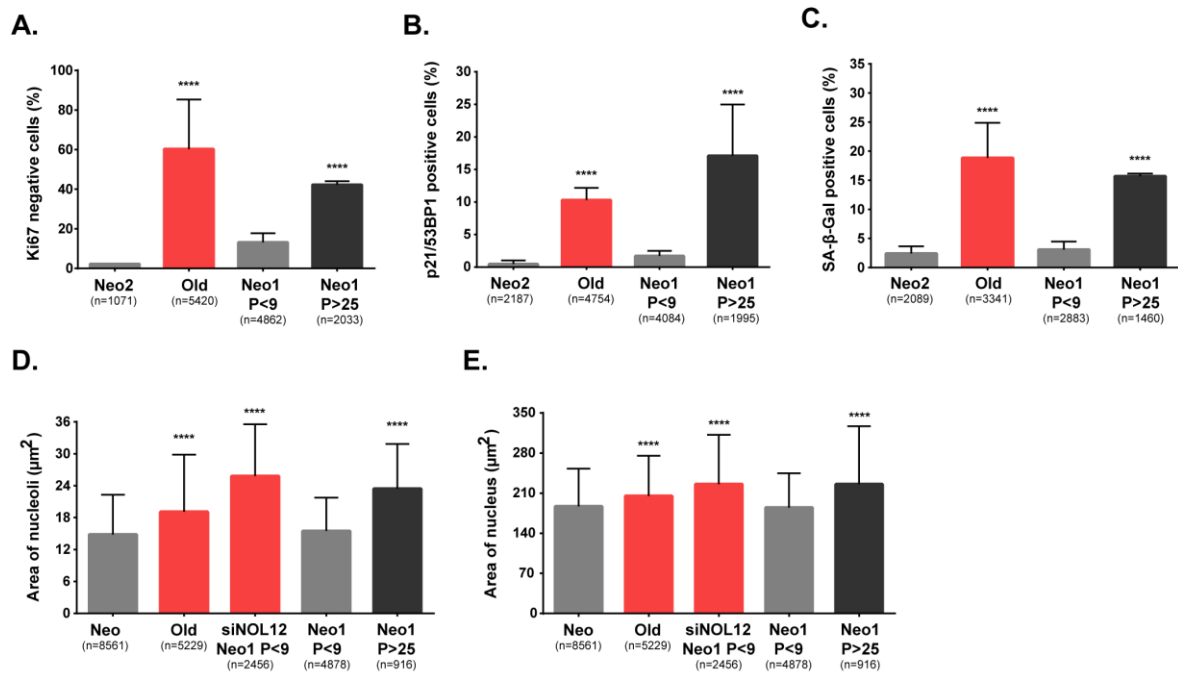 A.
Ki67 negative cells (%)
100
80
60
40
20
0
****
****
Neo2 Old Neo1 Neo1
(n=1071) (n=5420) P<9 P>25
(n=4862) (n=2033)
B.
p21/53BP1 positive cells (%)
30
25
20
15
10
5
0
****
****
Neo2 Old Neo1 Neo1
(n=2187) (n=4754) P<9 P>25
(n=4084) (n=1995)
C.
SA-β-Gal positive cells (%)
35
30
25
20
15
10
5
0
****
****
Neo2 Old Neo1 Neo1
(n=2089) (n=3341) P<9 P>25
(n=2883) (n=1460)
D.
Area of nucleoli (µm²)
36
30
24
18
12
6
0
****
****
****
Neo Old siNOL12 Neo1 Neo1
(n=8561) (n=5229) Neo1 P<9 P<9 P>25
(n=2456) (n=4878) (n=916)
E.
Area of nucleus (µm²)
350
280
210
140
70
0
****
****
****
Neo Old siNOL12 Neo1 Neo1
(n=8561) (n=5229) Neo1 P<9 P<9 P>25
(n=2456) (n=4878) (n=916)